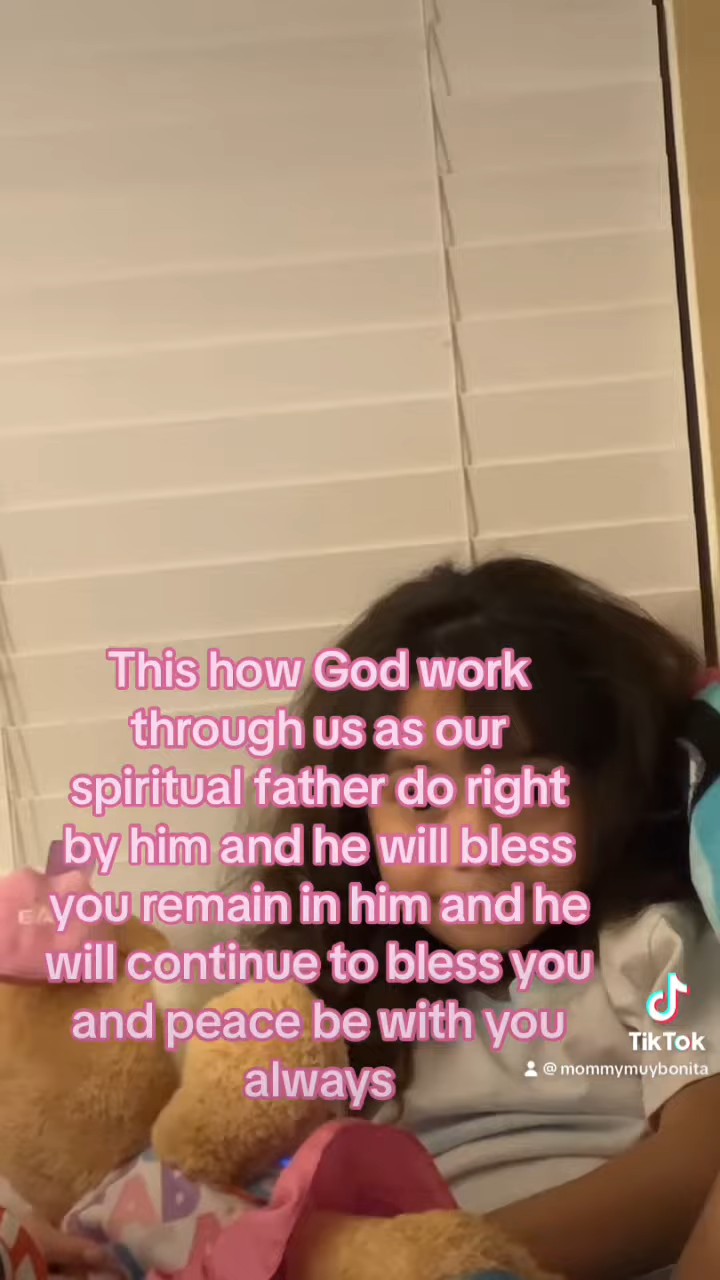 This how God work
through us as our
spiritual father do right
by him and he will bless
you remain in him and he
will continue to bless you
and peace be with you
always
TikTok
@mommymuybonita